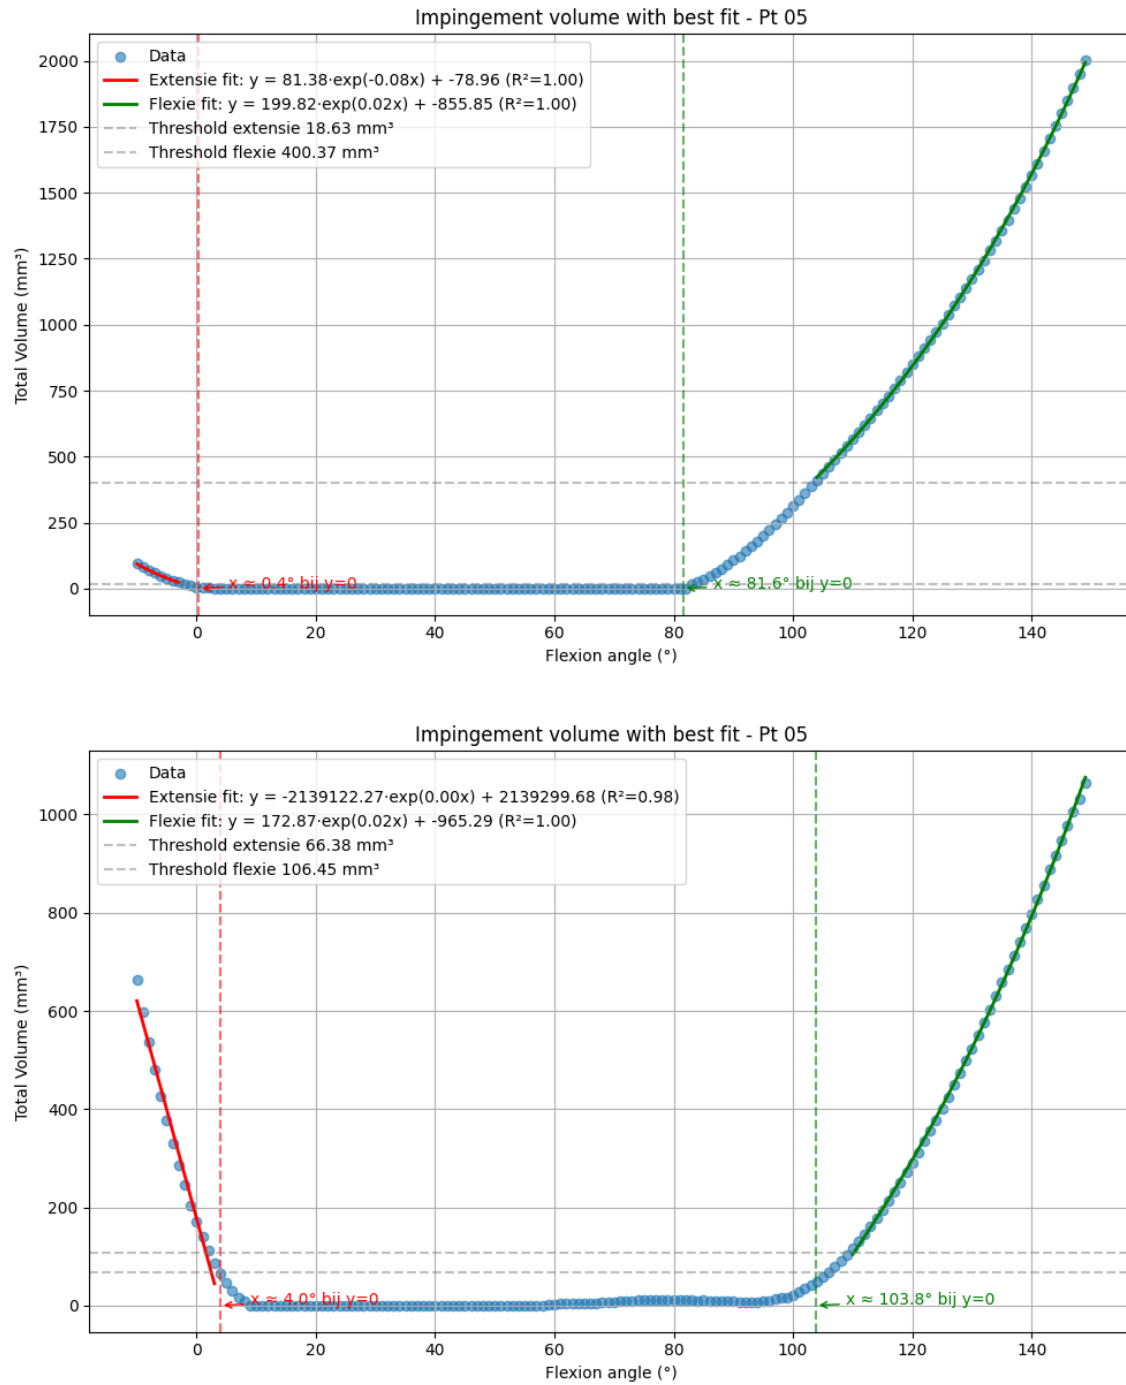 Impingement volume with best fit - Pt 05
Data
Extensie fit: y = 81.38·exp(-0.08x) + -78.96 (R²=1.00)
Flexie fit: y = 199.82·exp(0.02x) + -855.85 (R²=1.00)
Threshold extensie 18.63 mm³
Threshold flexie 400.37 mm³
Total Volume (mm³)
2000
1750
1500
1250
1000
750
500
250
0
x ≈ 0.4° bij y=0
x ≈ 81.6° bij y=0
0 20 40 60 80 100 120 140
Flexion angle (°)
Impingement volume with best fit - Pt 05
Data
Extensie fit: y = -2139122.27·exp(0.00x) + 2139299.68 (R²=0.98)
Flexie fit: y = 172.87·exp(0.02x) + -965.29 (R²=1.00)
Threshold extensie 66.38 mm³
Threshold flexie 106.45 mm³
Total Volume (mm³)
1000
800
600
400
200
0
x ≈ 4.0° bij y=0
x ≈ 103.8° bij y=0
0 20 40 60 80 100 120 140
Flexion angle (°)